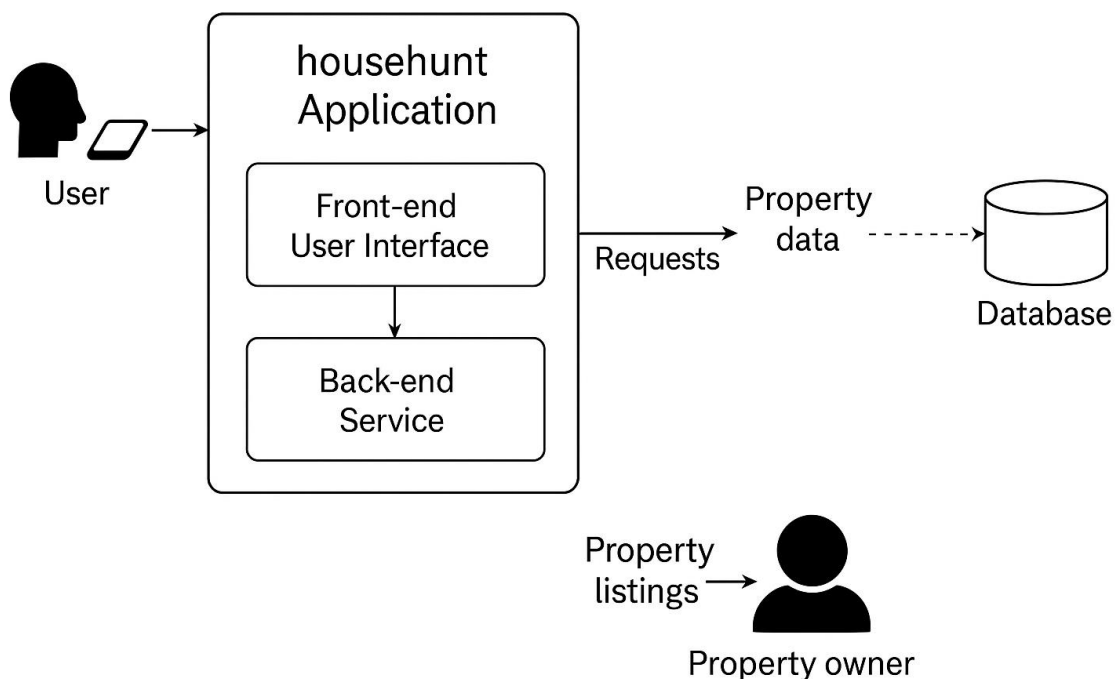 househunt
Application
User
Front-end
User Interface
Back-end
Service
Requests
Property
data
Database
Property
listings
Property owner